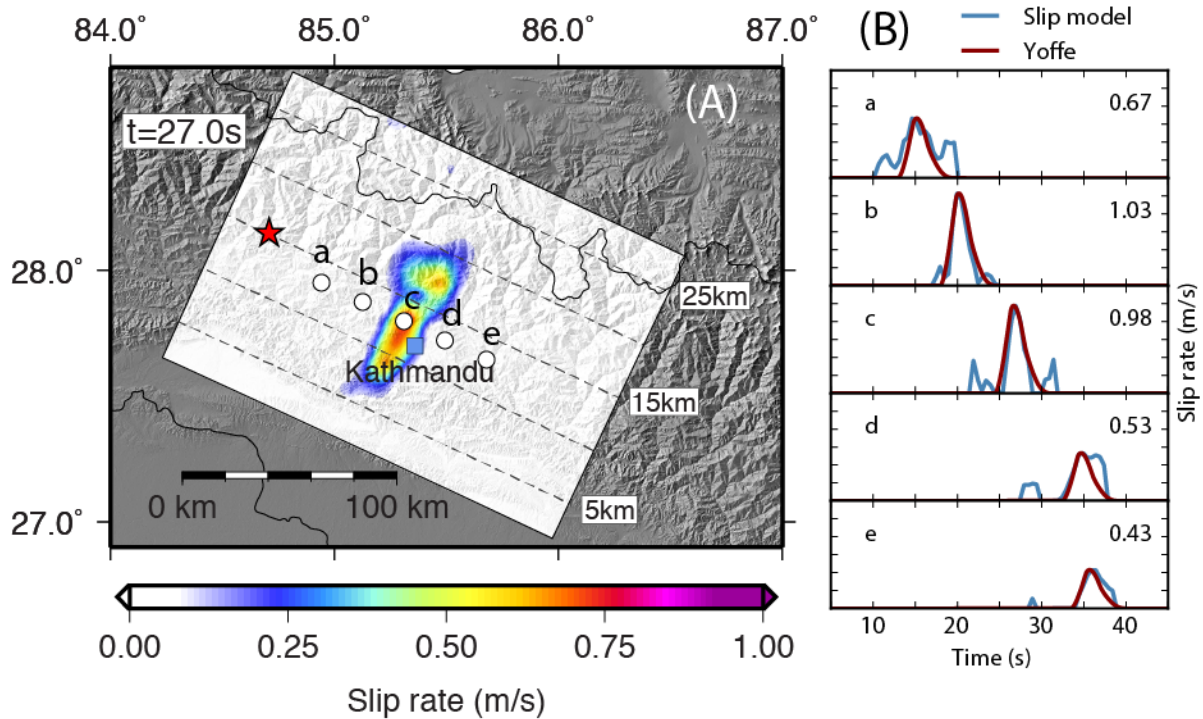 84.0° 85.0° 86.0° 87.0°
(A)
t=27.0s
28.0°
27.0°
a
b
c
d
e
Kathmandu
25km
15km
5km
0 km 100 km
0.00 0.25 0.50 0.75 1.00
Slip rate (m/s)
(B)
Slip model
Yoffe
a 0.67
b 1.03
c 0.98
d 0.53
e 0.43
Slip rate (m/s)
10 20 30 40
Time (s)